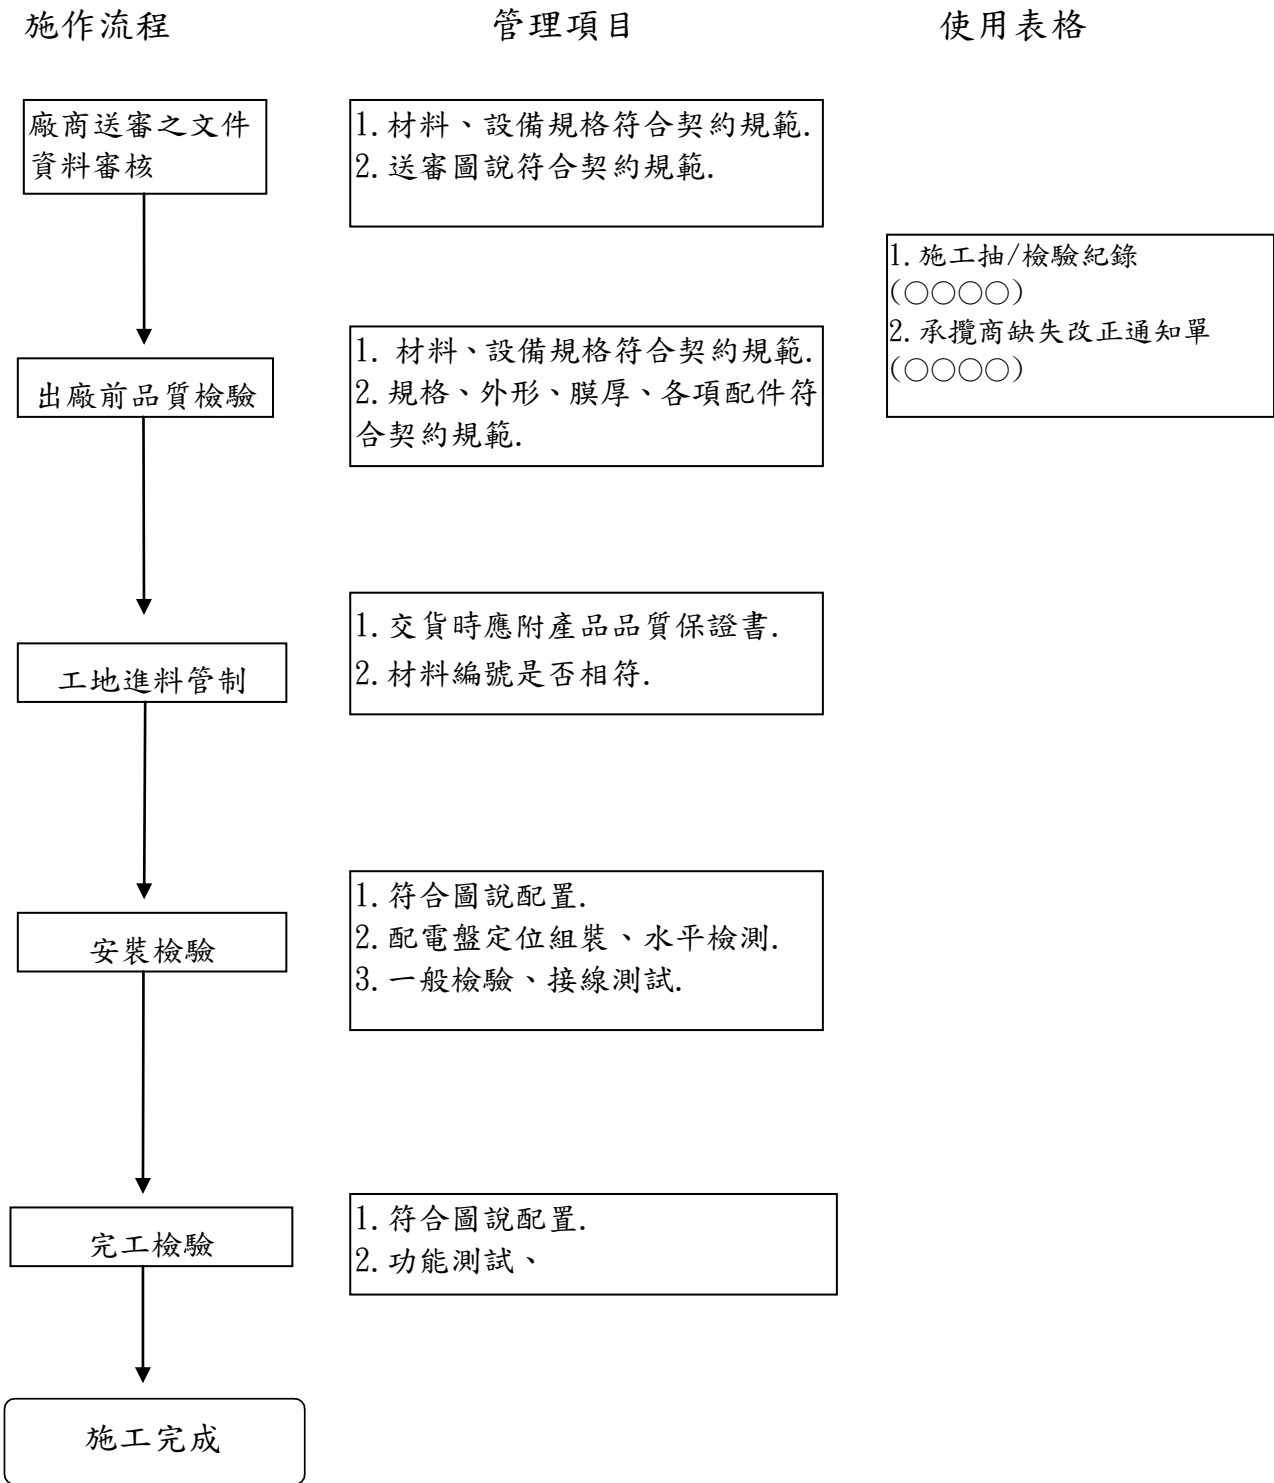 施作流程
管理項目
使用表格
廠商送審之文件
資料審核
1.材料、設備規格符合契約規範.
2.送審圖說符合契約規範.
1.施工抽/檢驗紀錄
(○○○○)
2.承攬商缺失改正通知單
(○○○○)
出廠前品質檢驗
1. 材料、設備規格符合契約規範.
2.規格、外形、膜厚、各項配件符
合契約規範.
工地進料管制
1.交貨時應附產品品質保證書.
2.材料編號是否相符.
安裝檢驗
1.符合圖說配置.
2.配電盤定位組裝、水平檢測.
3.一般檢驗、接線測試.
完工檢驗
1.符合圖說配置.
2.功能測試、
施工完成